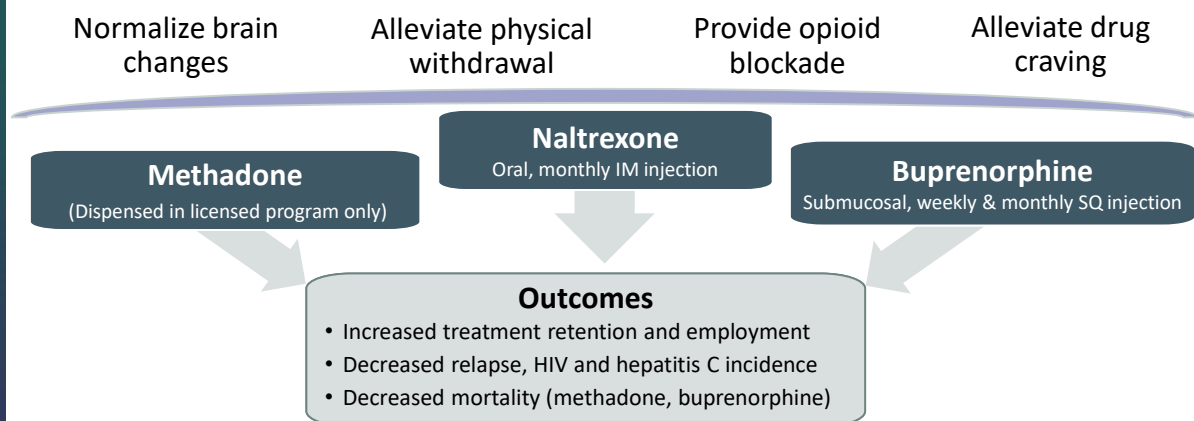 Normalize brain
changes
Alleviate physical
withdrawal
Provide opioid
blockade
Alleviate drug
craving
Methadone
(Dispensed in licensed program only)
Naltrexone
Oral, monthly IM injection
Buprenorphine
Submucosal, weekly & monthly SQ injection
Outcomes
• Increased treatment retention and employment
• Decreased relapse, HIV and hepatitis C incidence
• Decreased mortality (methadone, buprenorphine)